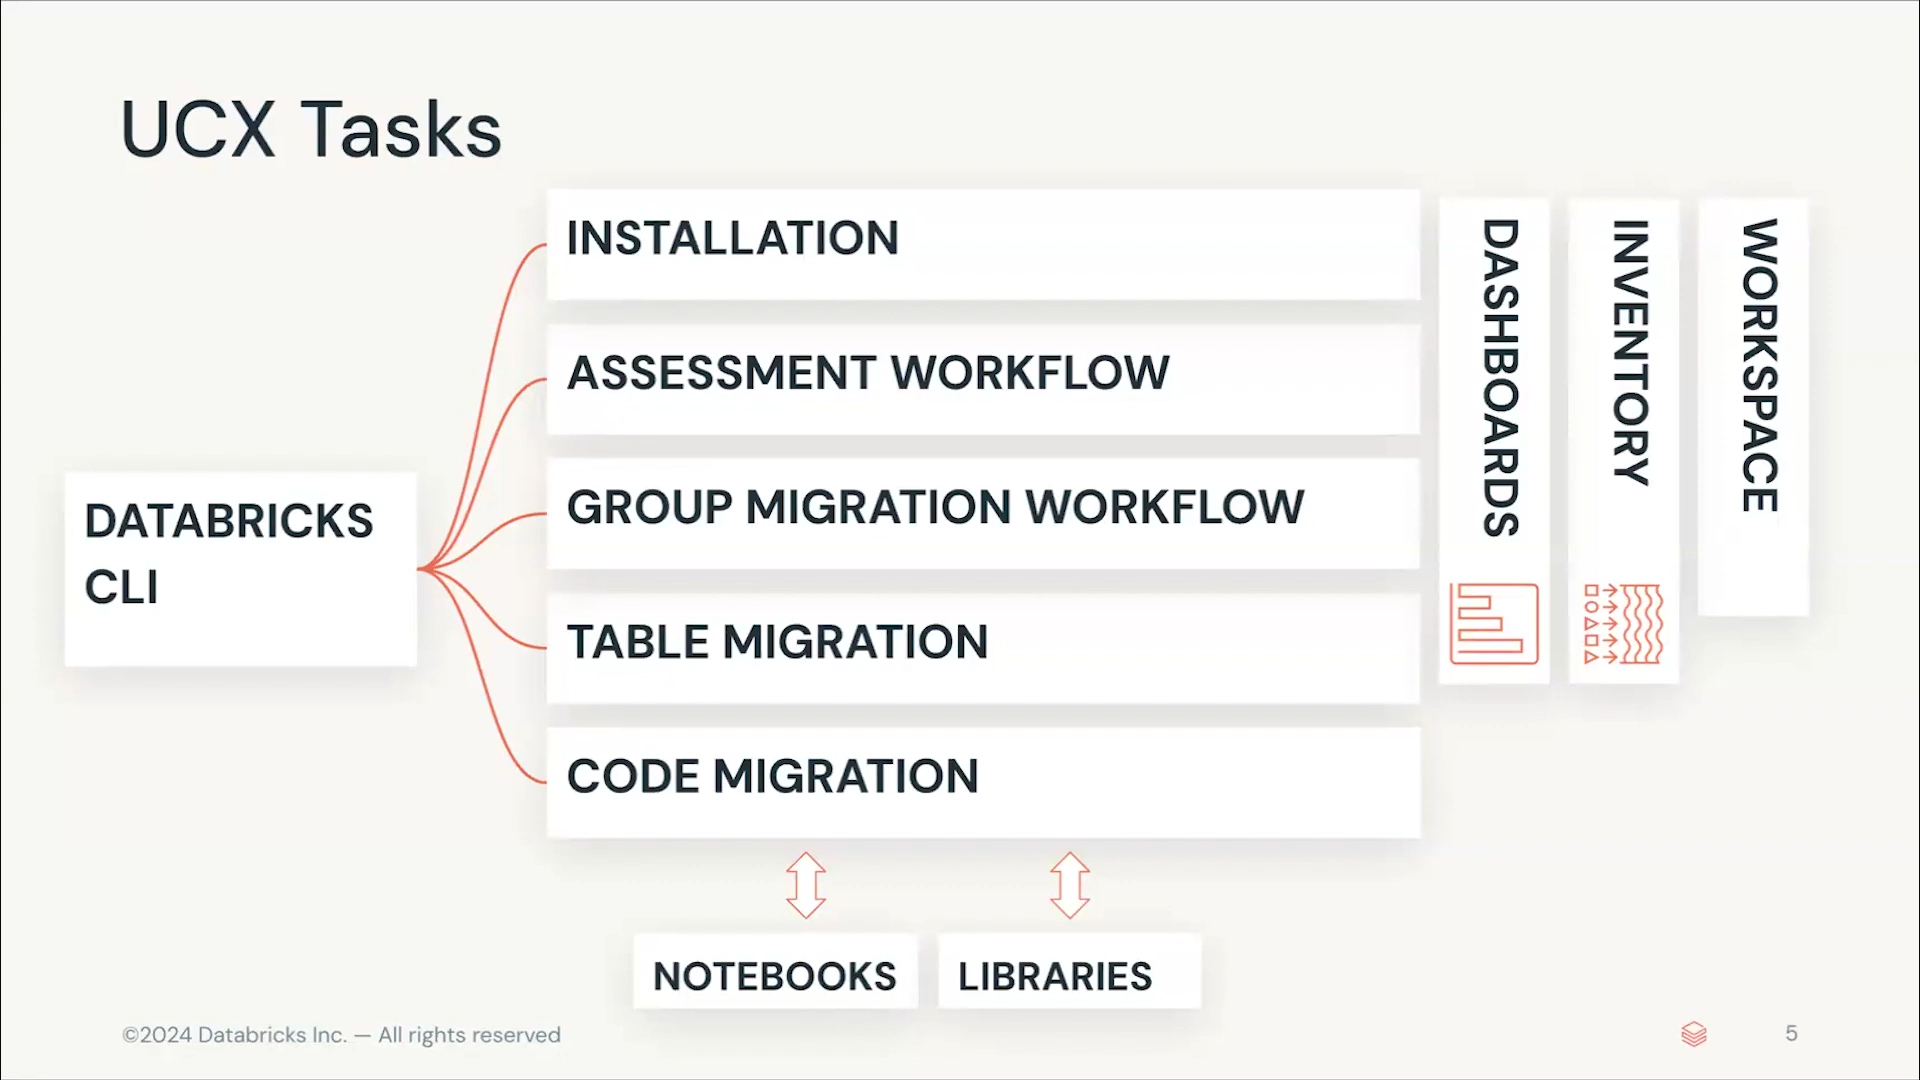 UCX Tasks
DATABRICKS
CLI
INSTALLATION
ASSESSMENT WORKFLOW
GROUP MIGRATION WORKFLOW
TABLE MIGRATION
CODE MIGRATION
DASHBOARDS
INVENTORY
WORKSPACE
NOTEBOOKS
LIBRARIES
©2024 Databricks Inc. — All rights reserved
5